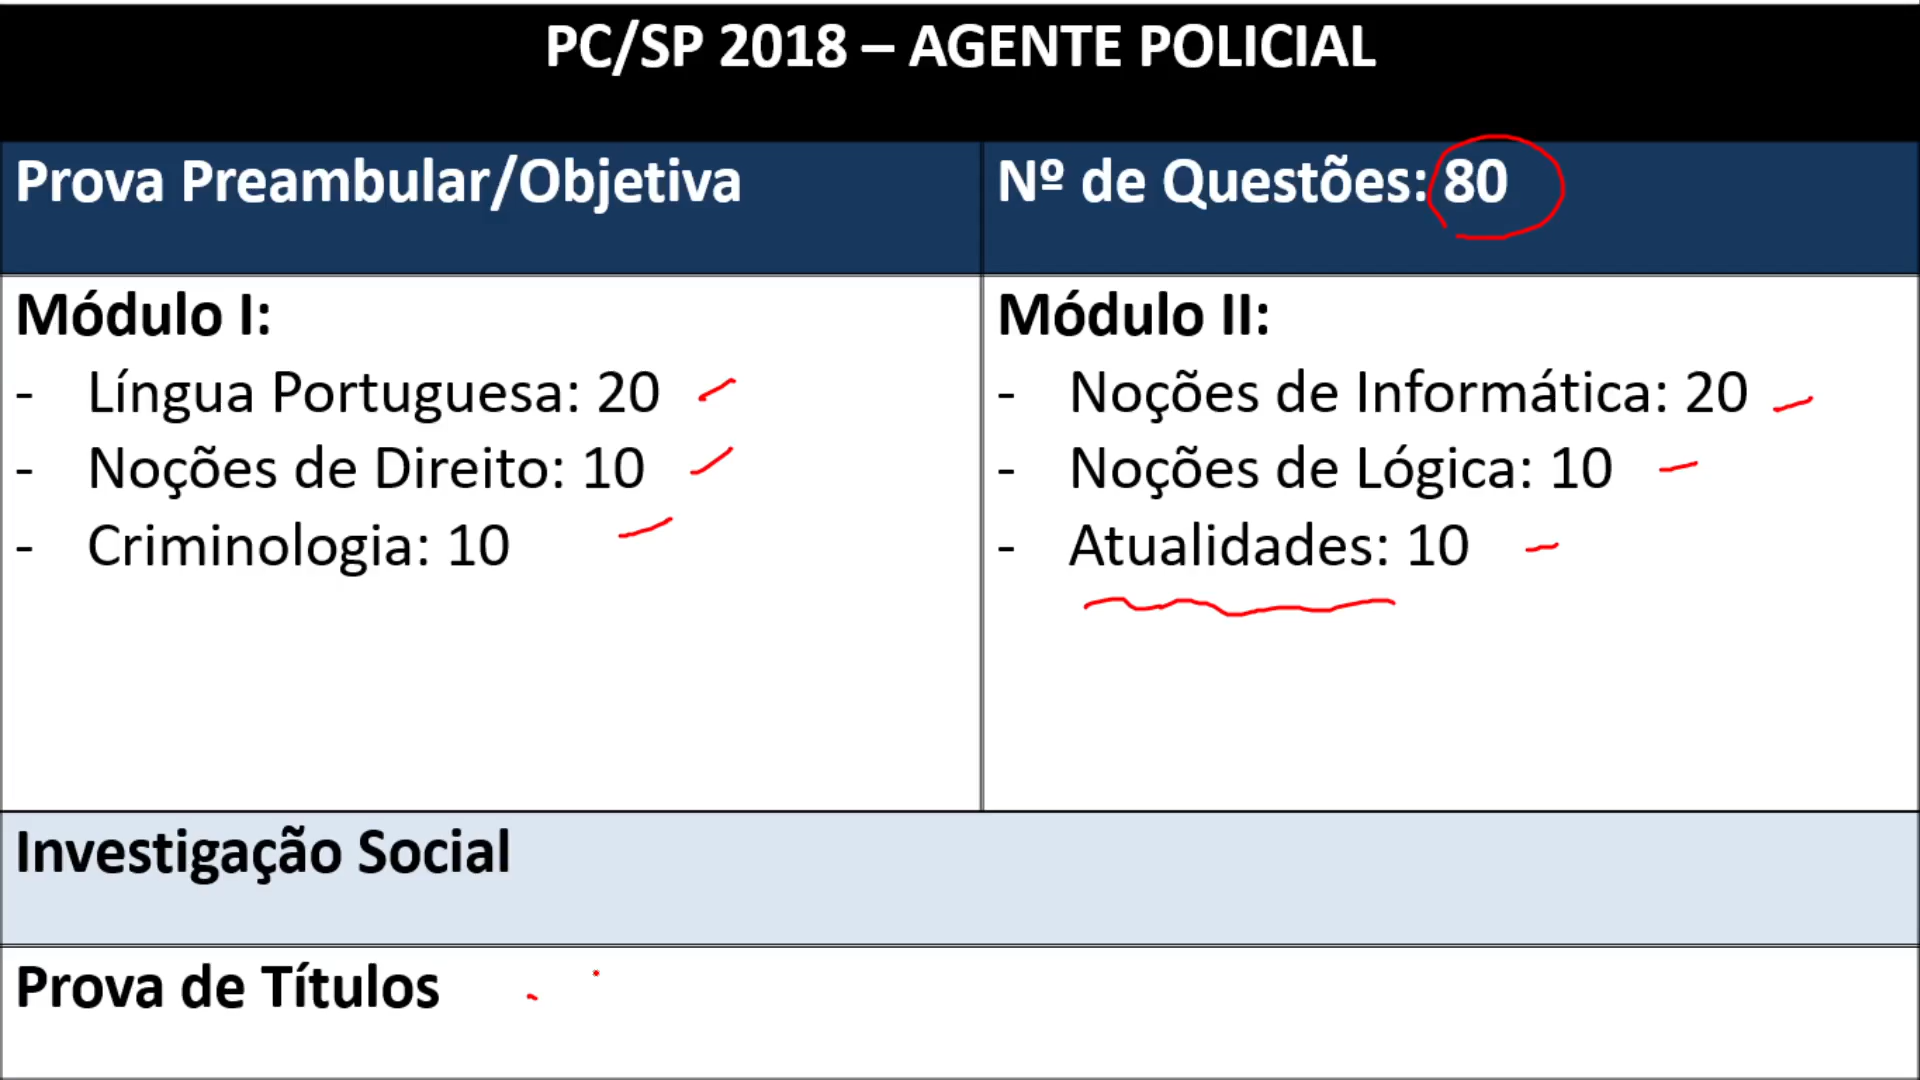 PC/SP 2018 – AGENTE POLICIAL
Prova Preambular/Objetiva
Nº de Questões: 80
Módulo I:
- Língua Portuguesa: 20
- Noções de Direito: 10
- Criminologia: 10
Módulo II:
- Noções de Informática: 20
- Noções de Lógica: 10
- Atualidades: 10
Investigação Social
Prova de Títulos